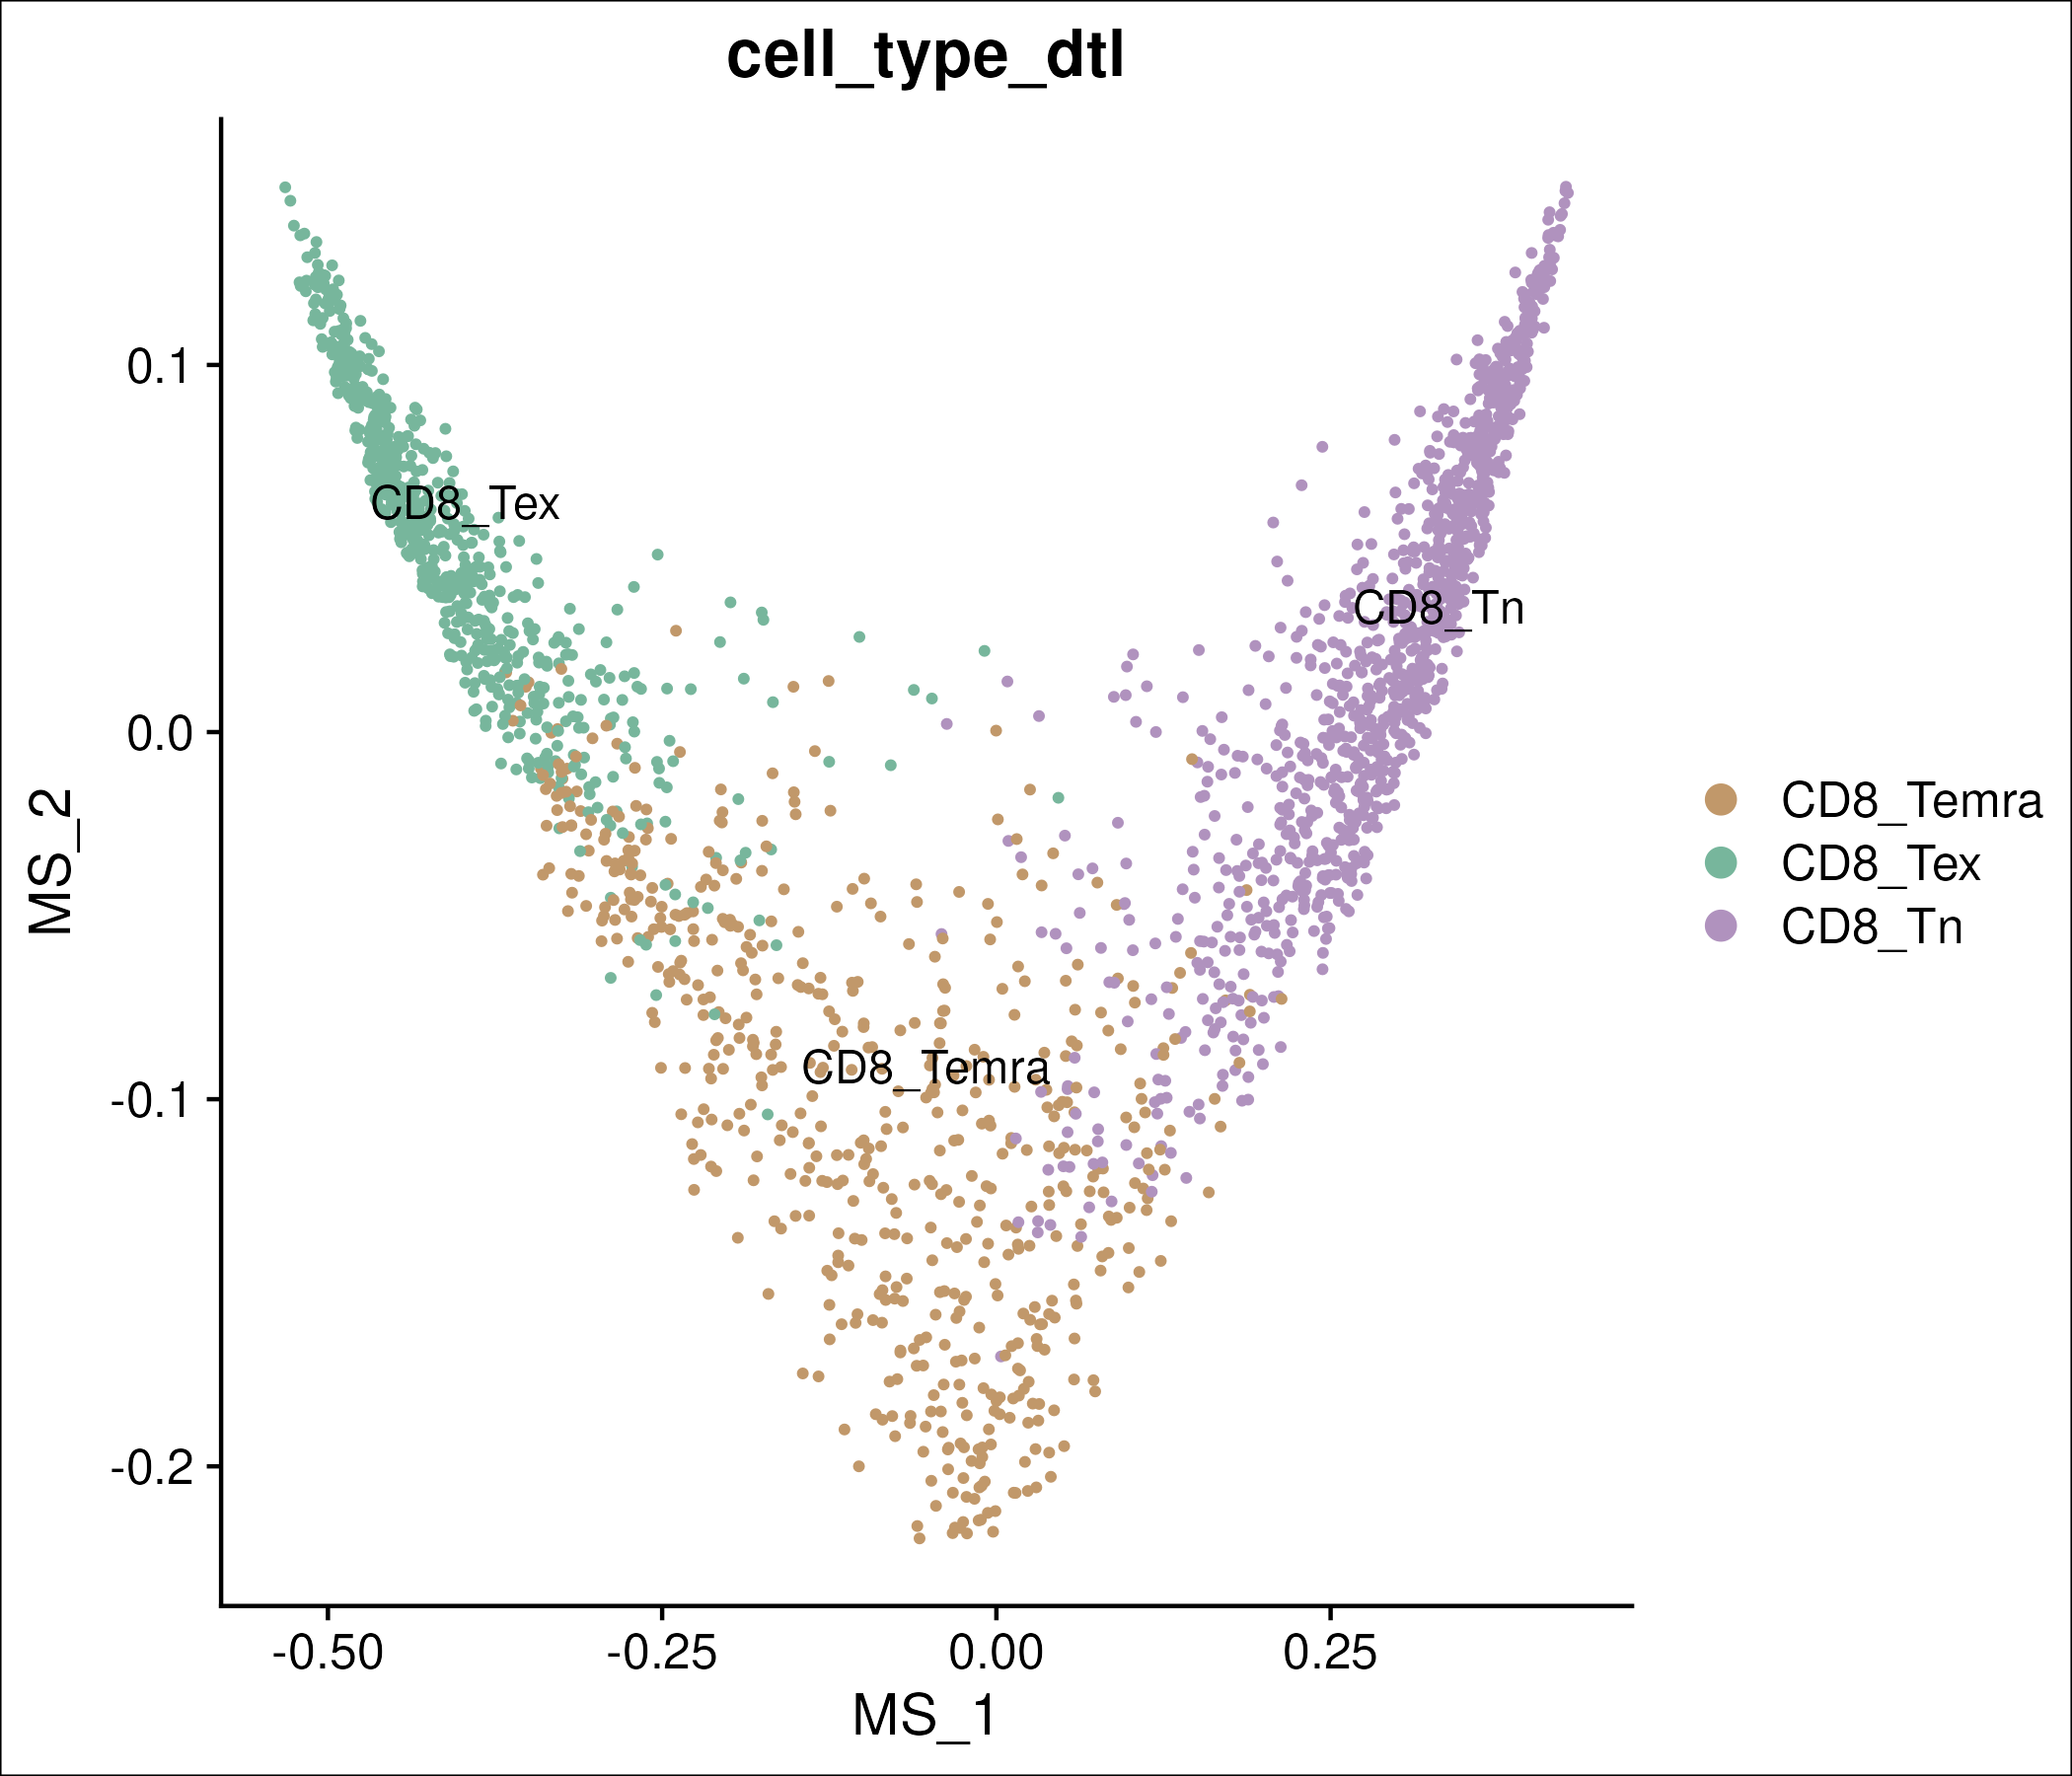 cell_type_dtl
MS_2
0.1
0.0
-0.1
-0.2
CD8_Tex
CD8_Tn
CD8_Temra
-0.50
-0.25
0.00
0.25
MS_1
CD8_Temra
CD8_Tex
CD8_Tn